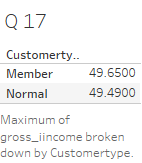 Q 17
Customerty..
Member 49.6500
Normal 49.4900
Maximum of
gross_iincome broken
down by Customertype.